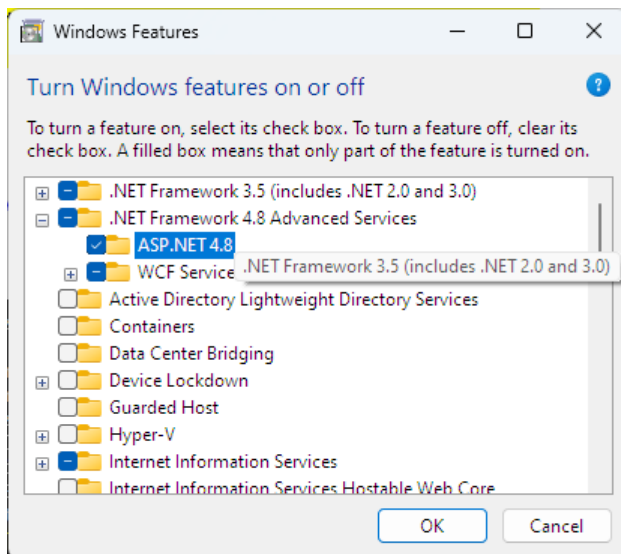 Windows Features
Turn Windows features on or off
?
To turn a feature on, select its check box. To turn a feature off, clear its
check box. A filled box means that only part of the feature is turned on.
.NET Framework 3.5 (includes .NET 2.0 and 3.0)
.NET Framework 4.8 Advanced Services
ASP.NET 4.8
WCF Service
.NET Framework 3.5 (includes .NET 2.0 and 3.0)
Active Directory Lightweight Directory Services
Containers
Data Center Bridging
Device Lockdown
Guarded Host
Hyper-V
Internet Information Services
Internet Information Services Hostable Web Core
OK
Cancel